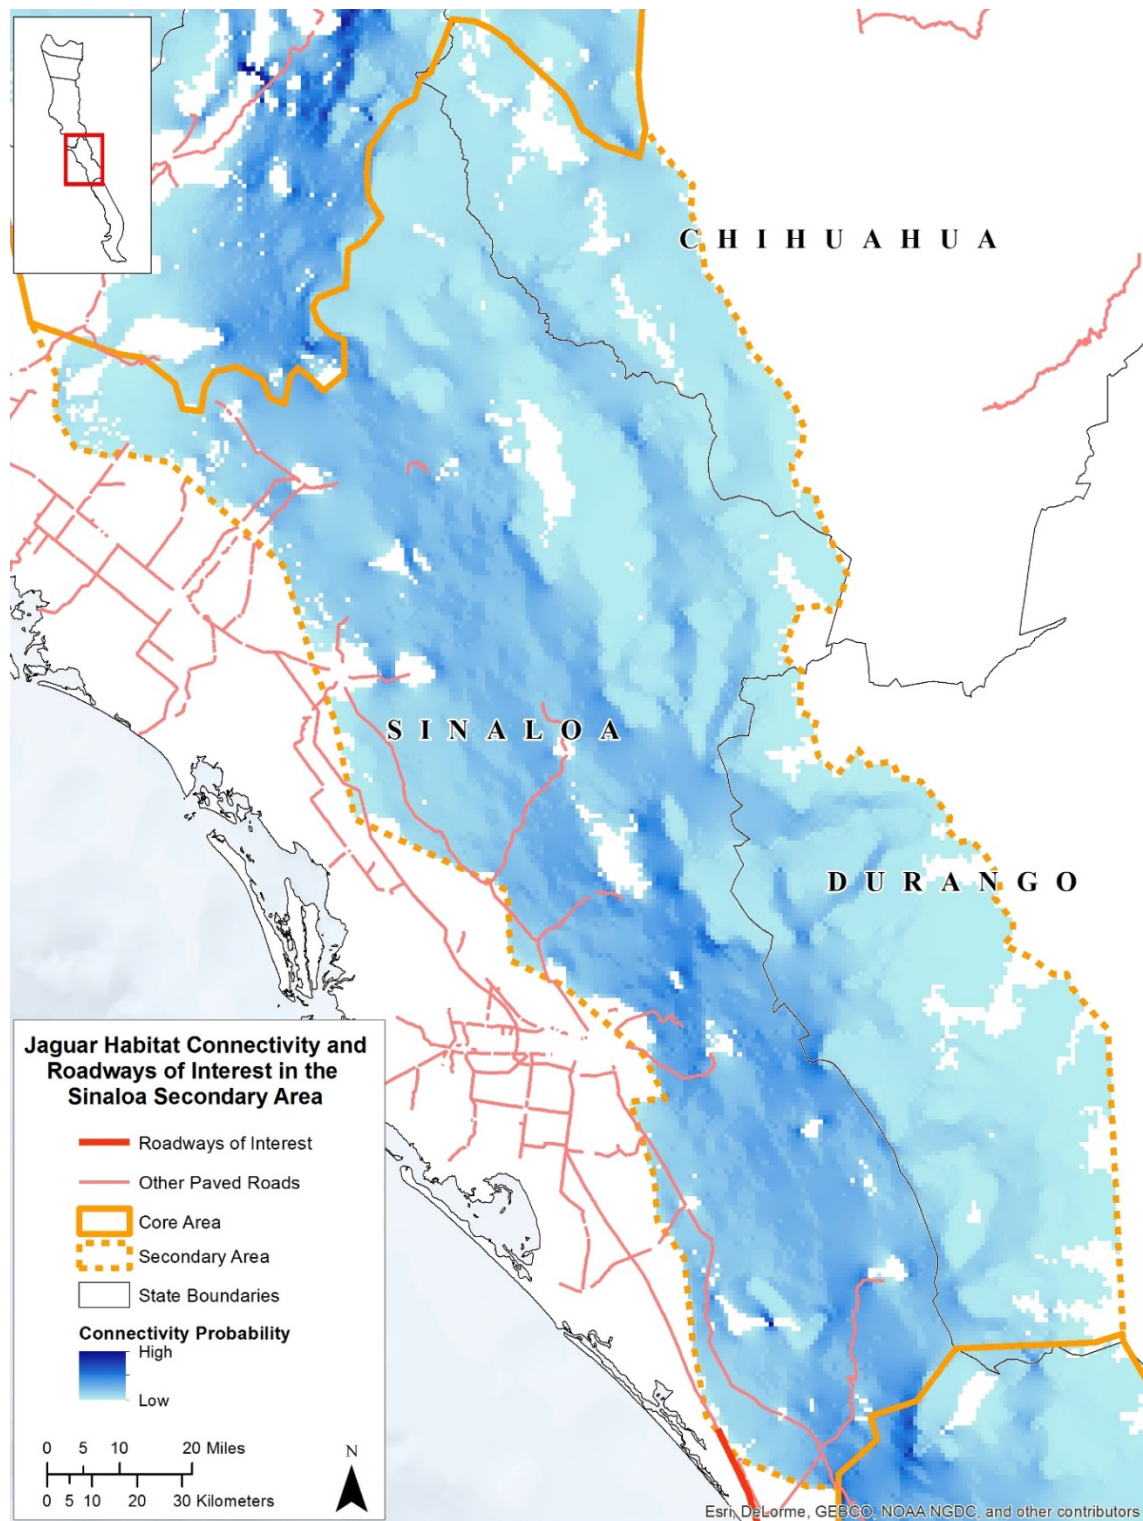 CHIHUAHUA
SINALOA
DURANGO
Jaguar Habitat Connectivity and
Roadways of Interest in the
Sinaloa Secondary Area
Roadways of Interest
Other Paved Roads
Core Area
Secondary Area
State Boundaries
Connectivity Probability
High
Low
0 5 10 20 Miles
0 5 10 20 30 Kilometers
N
Esri, DeLorme, GEBCO, NOAA NGDC, and other contributors